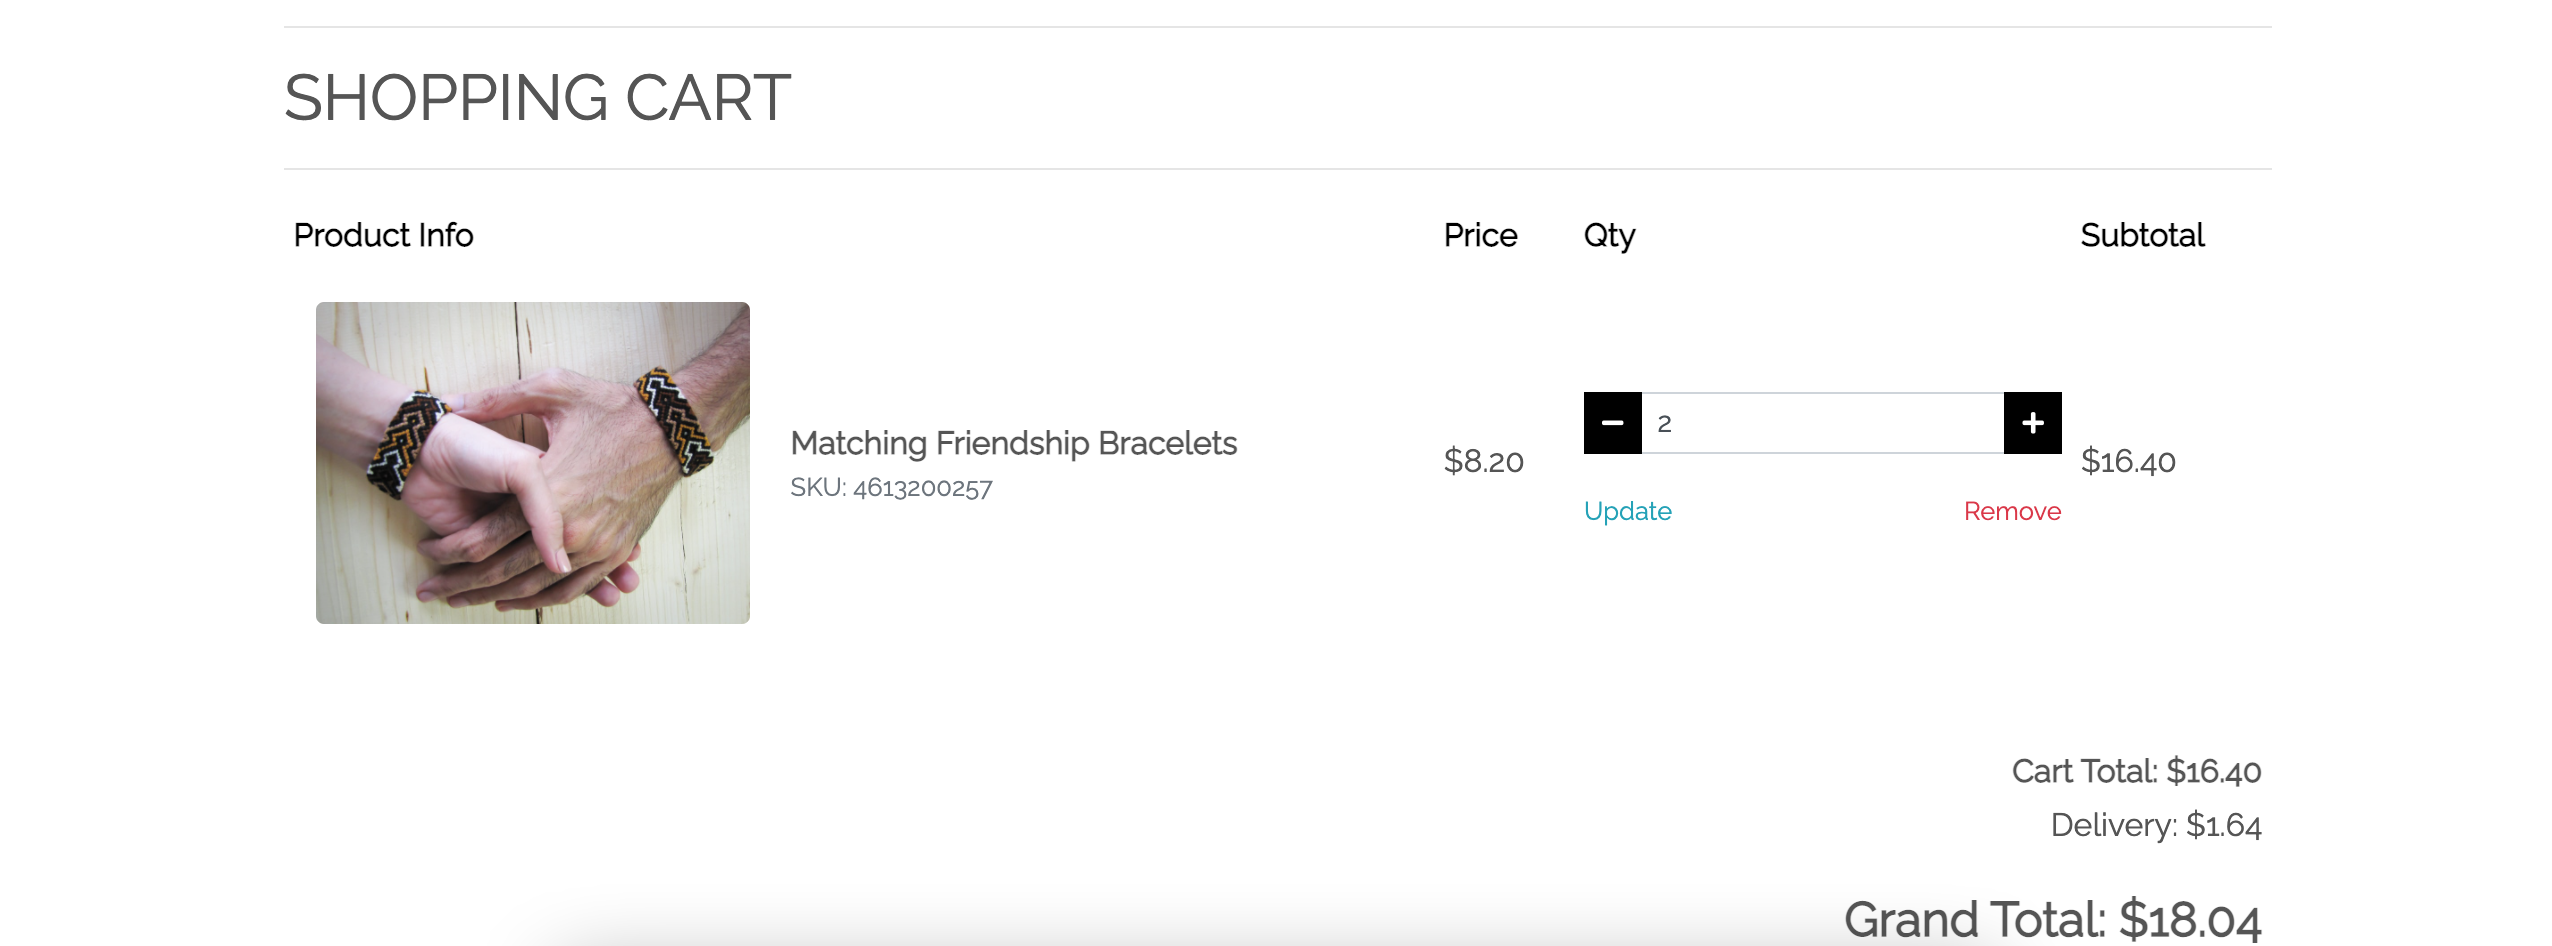 SHOPPING CART
Product Info Price Qty Subtotal
Matching Friendship Bracelets
SKU: 4613200257
$8.20
2
Update Remove
$16.40
Cart Total: $16.40
Delivery: $1.64
Grand Total: $18.04